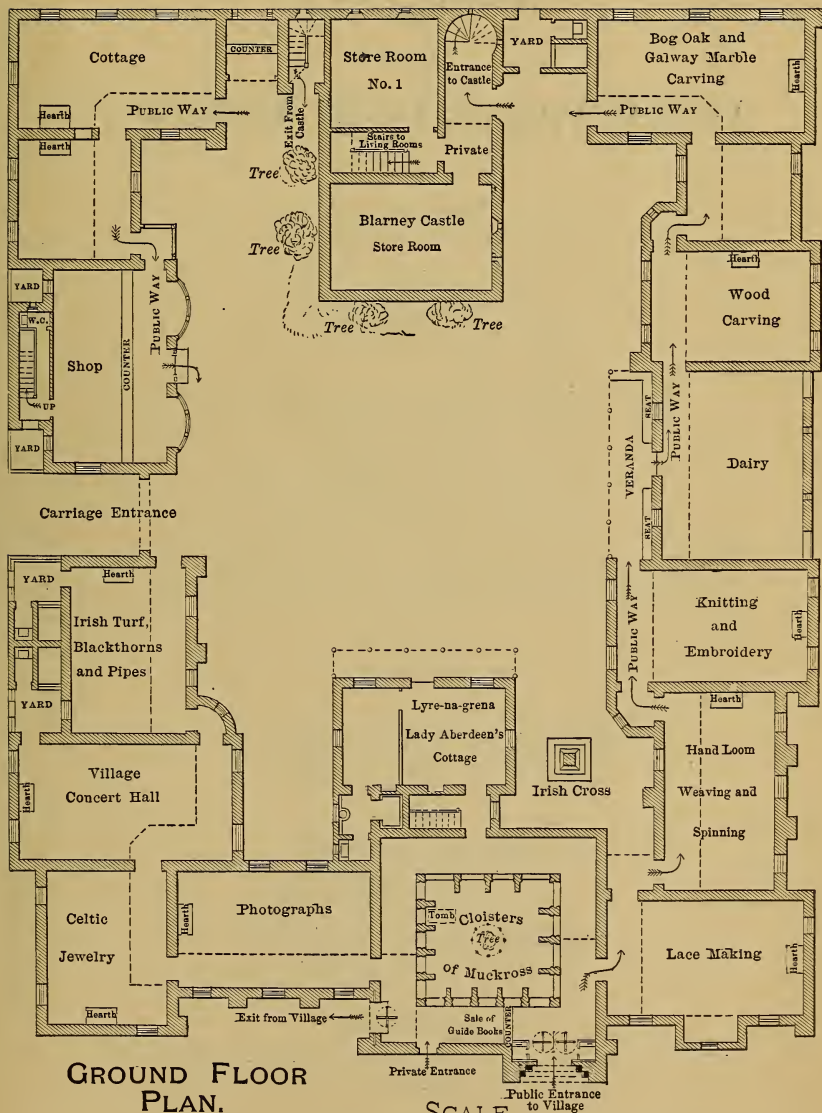 Cottage
COUNTER
Store Room
No. 1
Entrance
to Castle
YARD
Bog Oak and
Galway Marble
Carving
Hearth
Hearth
PUBLIC WAY
Exit From
Castle
PUBLIC WAY
Hearth
Stairs to
Living Rooms
Private
Tree
Blarney Castle
Store Room
Tree
Tree
Tree
Hearth
Wood
Carving
YARD
W.C.
UP
YARD
Shop
COUNTER
PUBLIC WAY
SEAT
VERANDA
SEAT
PUBLIC WAY
Dairy
Carriage Entrance
YARD
Hearth
Irish Turf,
Blackthorns
and Pipes
YARD
PUBLIC WAY
Knitting
and
Embroidery
Hearth
Lyre-na-grena
Lady Aberdeen's
Cottage
Irish Cross
Hearth
Hand Loom
Weaving and
Spinning
Village
Concert Hall
Hearth
Celtic
Jewelry
Hearth
Hearth
Photographs
Tomb
Cloisters
Tree
of Muckross
Lace Making
Hearth
Exit from Village
Sale of
Guide Books
COUNTER
Private Entrance
Public Entrance
to Village
GROUND FLOOR
PLAN.
SCALE